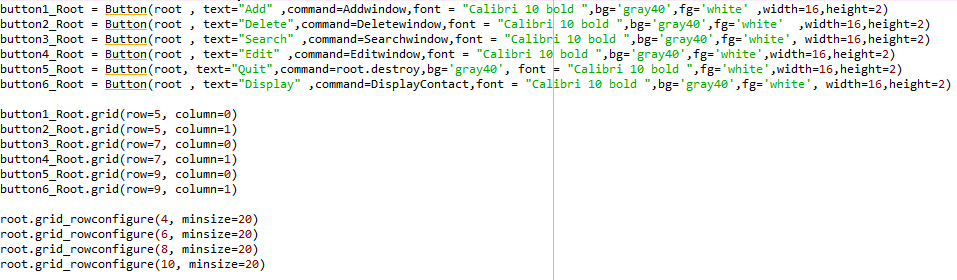 button1_Root = Button(root , text="Add" ,command=Addwindow,font = "Calibri 10 bold ",bg='gray40',fg='white' ,width=16,height=2)
button2_Root = Button(root , text="Delete",command=Deletewindow,font = "Calibri 10 bold ",bg='gray40',fg='white'  ,width=16,height=2)
button3_Root = Button(root , text="Search" ,command=Searchwindow,font = "Calibri 10 bold ",bg='gray40',fg='white', width=16,height=2)
button4_Root = Button(root , text="Edit" ,command=Editwindow,font = "Calibri 10 bold ",bg='gray40',fg='white',width=16,height=2)
button5_Root = Button(root, text="Quit",command=root.destroy,bg='gray40', font = "Calibri 10 bold ",fg='white',width=16,height=2)
button6_Root = Button(root , text="Display" ,command=DisplayContact,font = "Calibri 10 bold ",bg='gray40',fg='white', width=16,height=2)
button1_Root.grid(row=5, column=0)
button2_Root.grid(row=5, column=1)
button3_Root.grid(row=7, column=0)
button4_Root.grid(row=7, column=1)
button5_Root.grid(row=9, column=0)
button6_Root.grid(row=9, column=1)
root.grid_rowconfigure(4, minsize=20)
root.grid_rowconfigure(6, minsize=20)
root.grid_rowconfigure(8, minsize=20)
root.grid_rowconfigure(10, minsize=20)